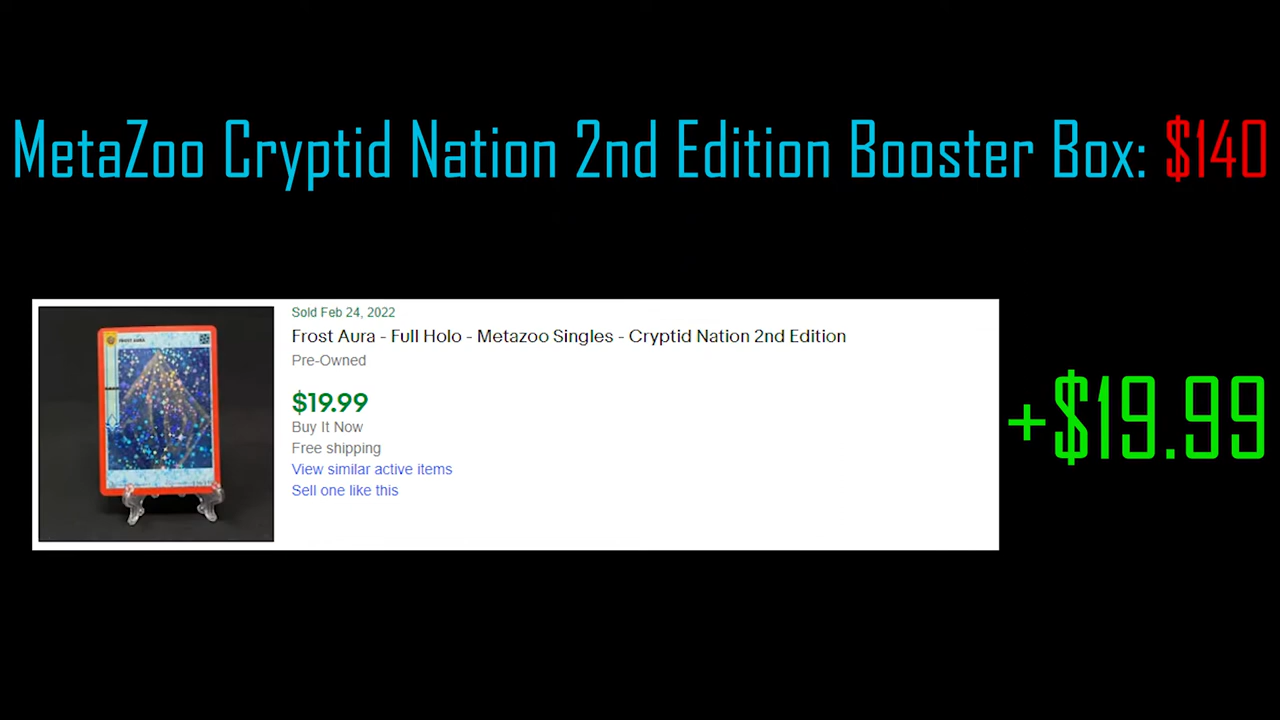 MetaZoo Cryptid Nation 2nd Edition Booster Box: $140
Sold Feb 24, 2022
Frost Aura - Full Holo - Metazoo Singles - Cryptid Nation 2nd Edition
Pre-Owned
$19.99
Buy It Now
Free shipping
View similar active items
Sell one like this
+$19.99
FROST AURA